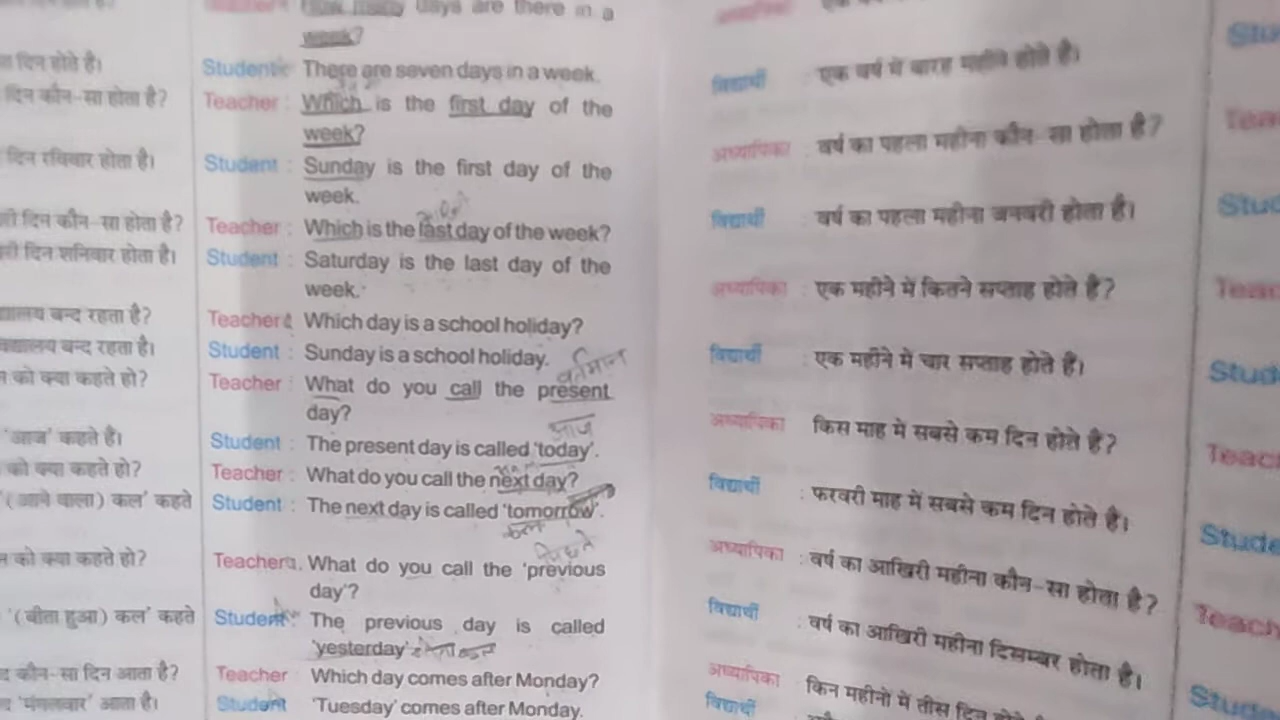 दिन होते हैं।
दिन कौन-सा होता है?
दिन रविवार होता है।
दिन कौन-सा होता है?
दिन शनिवार होता है।
बन्द रहता है?
बन्द रहता है।
को क्या कहते हो?
'आज' कहते हैं।
को क्या कहते हो?
'(आने वाला) कल' कहते
को क्या कहते हो?
'(बीता हुआ) कल' कहते
कौन-सा दिन आता है?
'मंगलवार' आता है।
How many days are there in a
week?
Student : There are seven days in a week.
Teacher : Which is the first day of the
week?
Student : Sunday is the first day of the
week.
Teacher : Which is the last day of the week?
Student : Saturday is the last day of the
week.
Teacher : Which day is a school holiday?
Student : Sunday is a school holiday.
वर्तमान
Teacher : What do you call the present
day?
आज
Student : The present day is called 'today'.
Teacher : What do you call the next day?
Student : The next day is called 'tomorrow'.
कल
Teacher : What do you call the 'previous
day'?
Student : The previous day is called
'yesterday'
Teacher : Which day comes after Monday?
Student 'Tuesday' comes after Monday.
विद्यार्थी : एक वर्ष में बारह महीने होते हैं।
अध्यापिका : वर्ष का पहला महीना कौन-सा होता है?
विद्यार्थी : वर्ष का पहला महीना जनवरी होता है।
अध्यापिका : एक महीने में कितने सप्ताह होते हैं?
विद्यार्थी : एक महीने में चार सप्ताह होते हैं।
अध्यापिका : किस माह में सबसे कम दिन होते हैं?
विद्यार्थी : फरवरी माह में सबसे कम दिन होते हैं।
अध्यापिका : वर्ष का आखिरी महीना कौन-सा होता है?
विद्यार्थी : वर्ष का आखिरी महीना दिसम्बर होता है।
अध्यापिका : किन महीनों में तीस दिन होते
विद्यार्थी